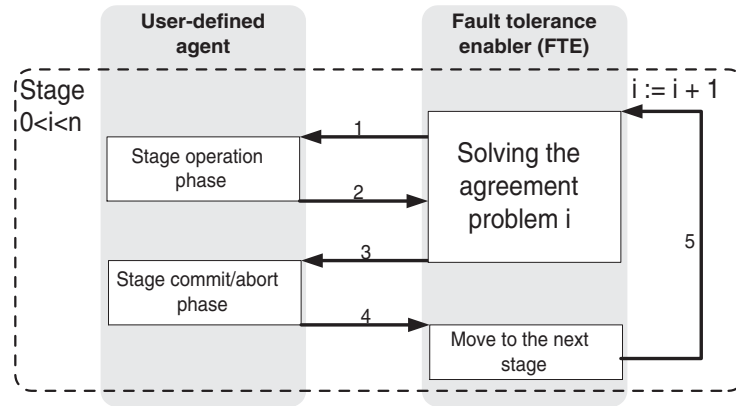 User-defined
agent
Fault tolerance
enabler (FTE)
Stage
0<i<n
i := i + 1
1
Stage operation
phase
2
Solving the
agreement
problem i
3
Stage commit/abort
phase
4
5
Move to the next
stage